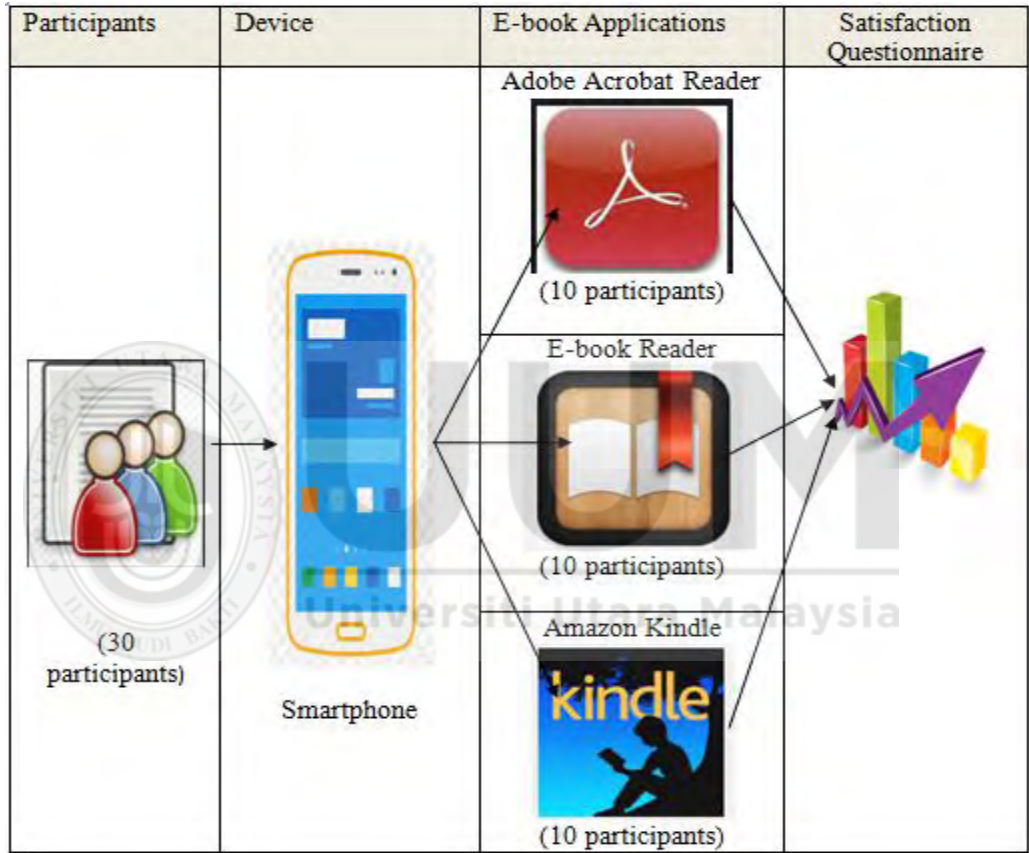 Participants
Device
E-book Applications
Satisfaction
Questionnaire
(30
participants)
Smartphone
Adobe Acrobat Reader
(10 participants)
E-book Reader
(10 participants)
Amazon Kindle
kindle
(10 participants)
UUM
Universiti Utara Malaysia